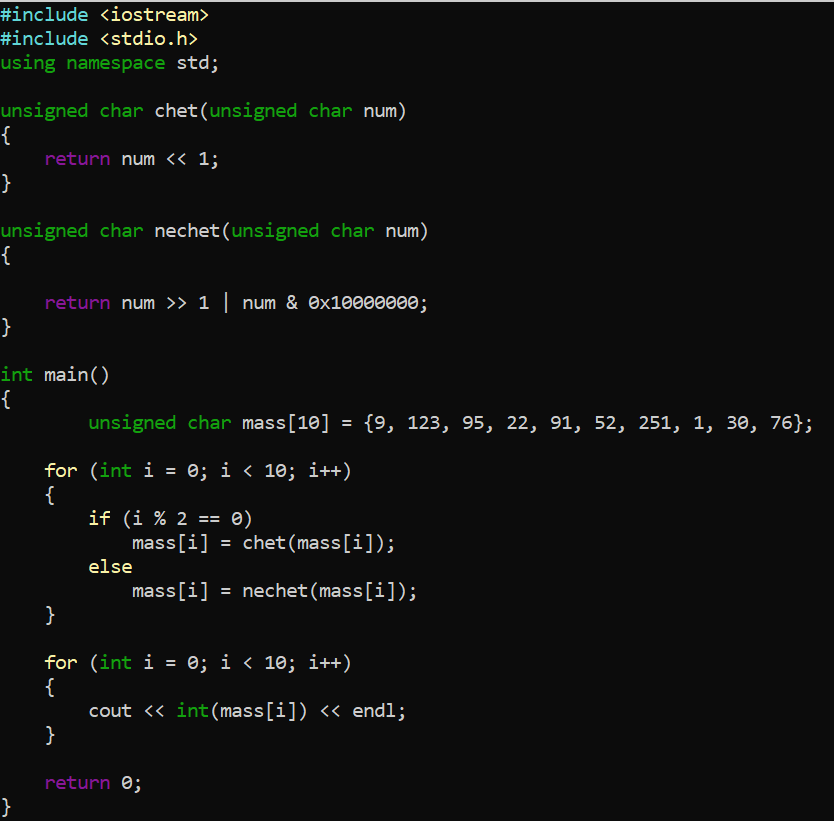 #include <iostream>
#include <stdio.h>
using namespace std;

unsigned char chet(unsigned char num)
{
    return num << 1;
}

unsigned char nechet(unsigned char num)
{

    return num >> 1 | num & 0x10000000;
}

int main()
{
        unsigned char mass[10] = {9, 123, 95, 22, 91, 52, 251, 1, 30, 76};

    for (int i = 0; i < 10; i++)
    {
        if (i % 2 == 0)
            mass[i] = chet(mass[i]);
        else
            mass[i] = nechet(mass[i]);
    }

    for (int i = 0; i < 10; i++)
    {
        cout << int(mass[i]) << endl;
    }

    return 0;
}